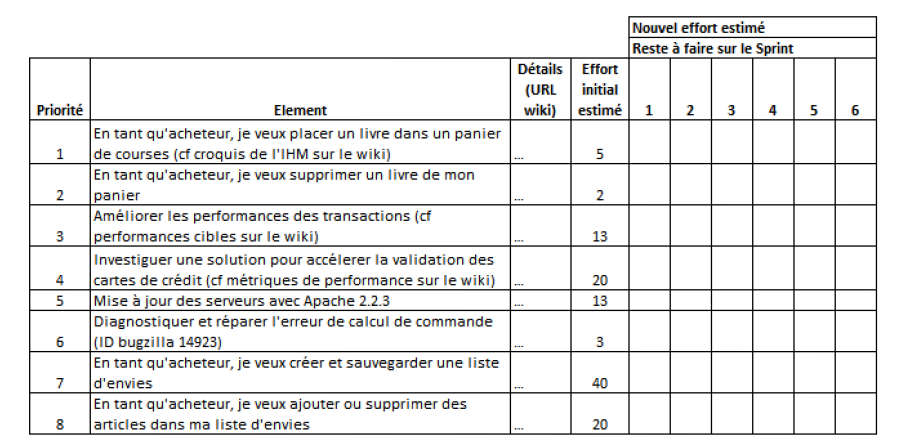 Nouvel effort estimé
Reste à faire sur le Sprint
Détails Effort
(URL initial
Priorité Element wiki) estimé 1 2 3 4 5 6
En tant qu'acheteur, je veux placer un livre dans un panier
1 de courses (cf croquis de l'IHM sur le wiki) ... 5
En tant qu'acheteur, je veux supprimer un livre de mon
2 panier ... 2
Améliorer les performances des transactions (cf
3 performances cibles sur le wiki) ... 13
Investiguer une solution pour accélerer la validation des
4 cartes de crédit (cf métriques de performance sur le wiki) ... 20
5 Mise à jour des serveurs avec Apache 2.2.3 ... 13
Diagnostiquer et réparer l'erreur de calcul de commande
6 (ID bugzilla 14923) ... 3
En tant qu'acheteur, je veux créer et sauvegarder une liste
7 d'envies ... 40
En tant qu'acheteur, je veux ajouter ou supprimer des
8 articles dans ma liste d'envies ... 20